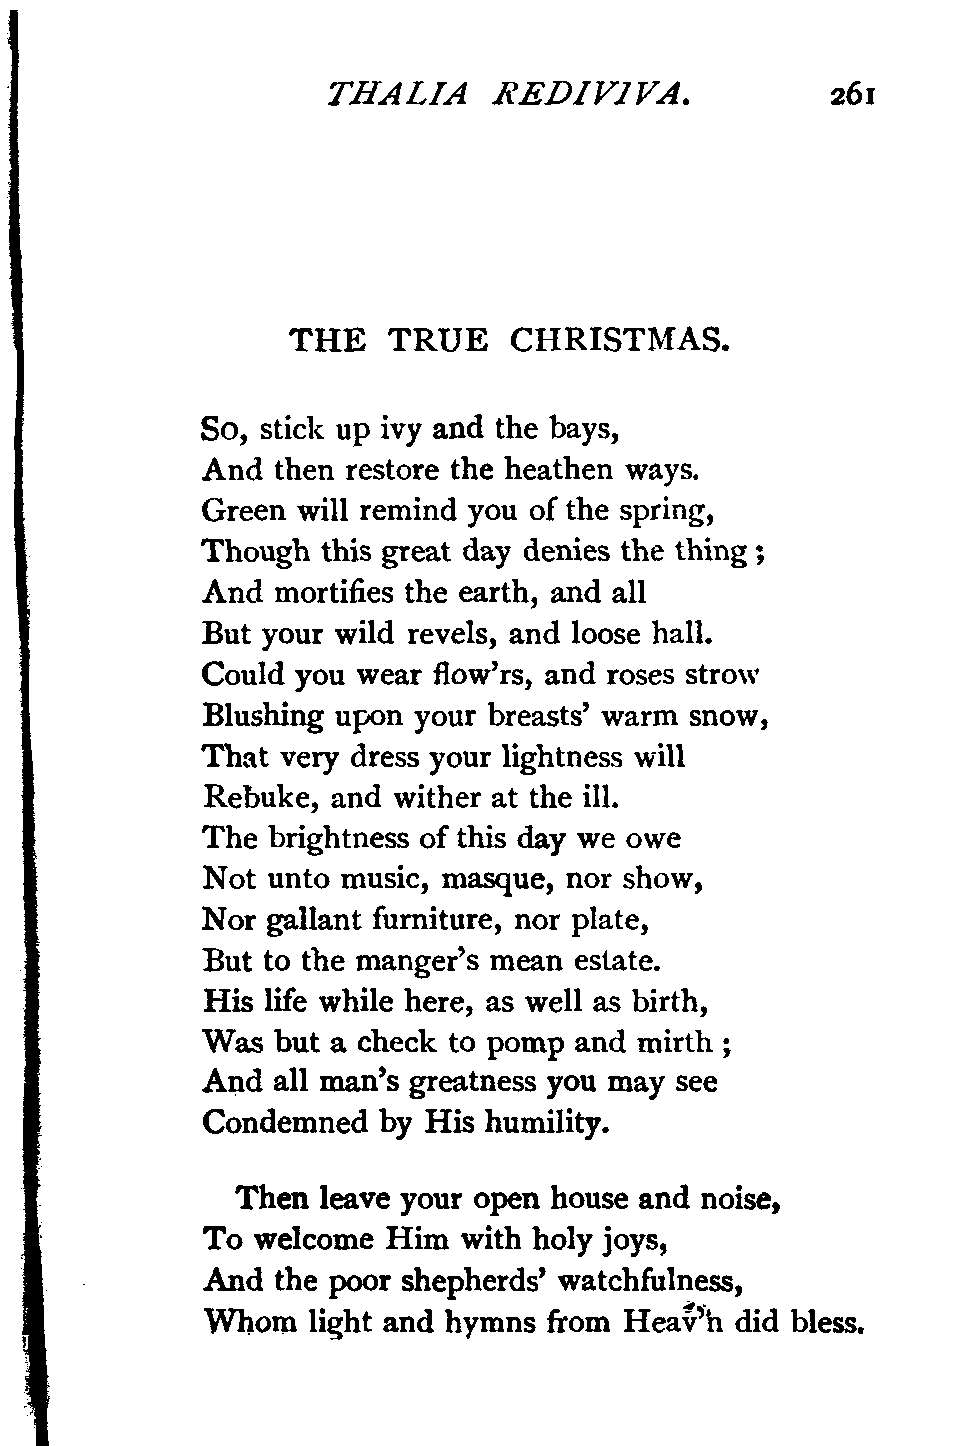 THALIA REDIVIVA. 261
THE TRUE CHRISTMAS.
So, stick up ivy and the bays,
And then restore the heathen ways.
Green will remind you of the spring,
Though this great day denies the thing ;
And mortifies the earth, and all
But your wild revels, and loose hall.
Could you wear flow'rs, and roses strow
Blushing upon your breasts' warm snow,
That very dress your lightness will
Rebuke, and wither at the ill.
The brightness of this day we owe
Not unto music, masque, nor show,
Nor gallant furniture, nor plate,
But to the manger's mean estate.
His life while here, as well as birth,
Was but a check to pomp and mirth ;
And all man's greatness you may see
Condemned by His humility.
Then leave your open house and noise,
To welcome Him with holy joys,
And the poor shepherds' watchfulness,
Whom light and hymns from Heav'n did bless.